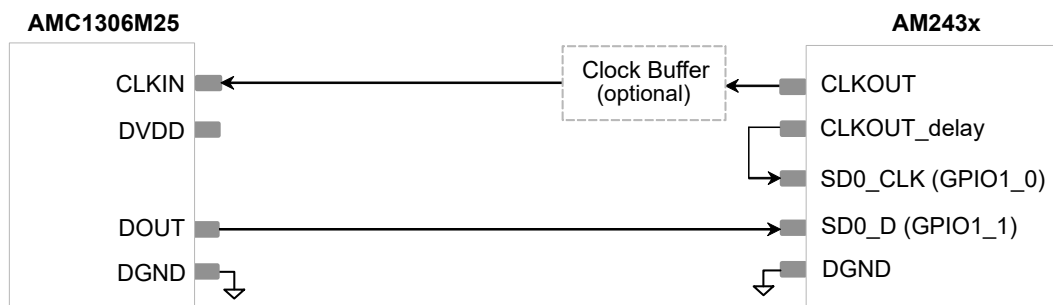 AMC1306M25
AM243x
CLKIN
DVDD
DOUT
DGND
Clock Buffer
(optional)
CLKOUT
CLKOUT_delay
SD0_CLK (GPIO1_0)
SD0_D (GPIO1_1)
DGND